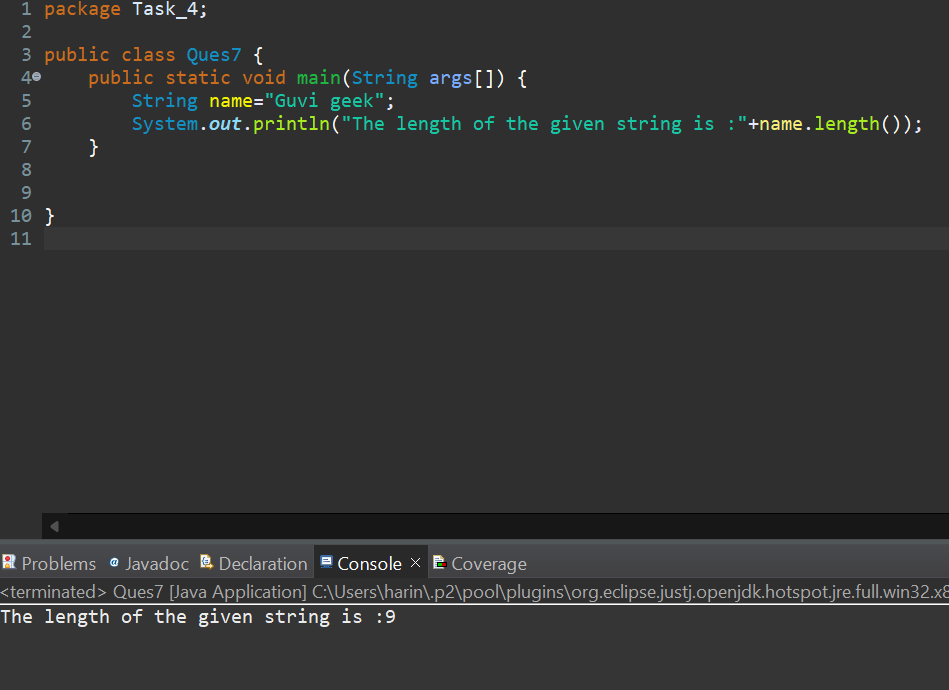 1 package Task_4;
2
3 public class Ques7 {
4 public static void main(String args[]) {
5 String name="Guvi geek";
6 System.out.println("The length of the given string is :"+name.length());
7 }
8
9
10 }
11
Problems Javadoc Declaration Console Coverage
<terminated> Ques7 [Java Application] C:\Users\harin\.p2\pool\plugins\org.eclipse.justj.openjdk.hotspot.jre.full.win32.x8
The length of the given string is :9